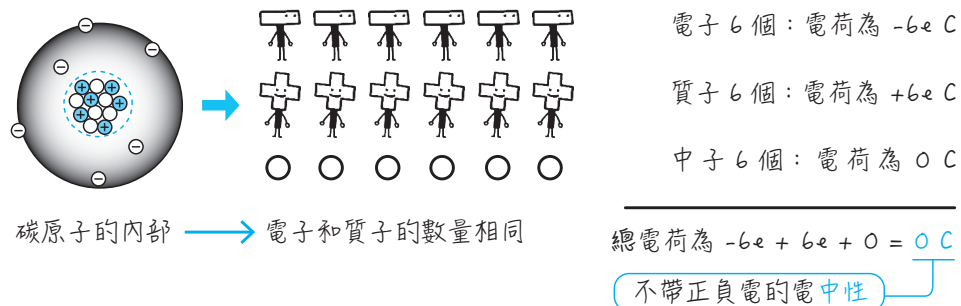 電子6個：電荷為 -6e C
質子6個：電荷為 +6e C
中子6個：電荷為 0 C
碳原子的內部
電子和質子的數量相同
總電荷為 -6e + 6e + 0 = 0 C
不帶正負電的電中性